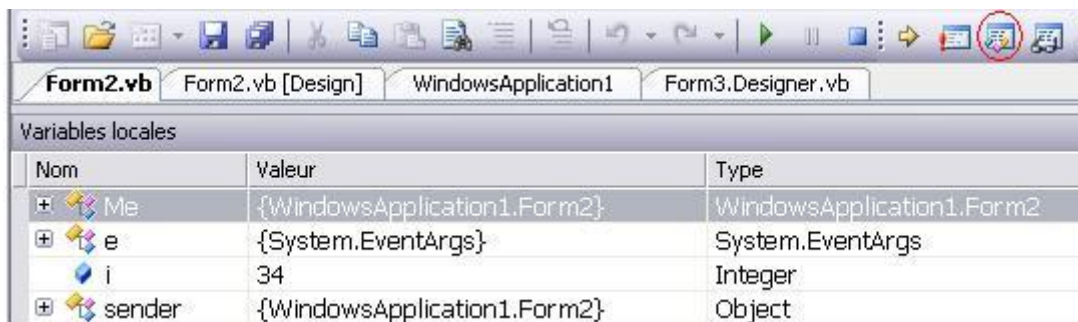 Form2.vb Form2.vb [Design] WindowsApplication1 Form3.Designer.vb
Variables locales
Nom Valeur Type
Me {WindowsApplication1.Form2} WindowsApplication1.Form2
e {System.EventArgs} System.EventArgs
i 34 Integer
sender {WindowsApplication1.Form2} Object